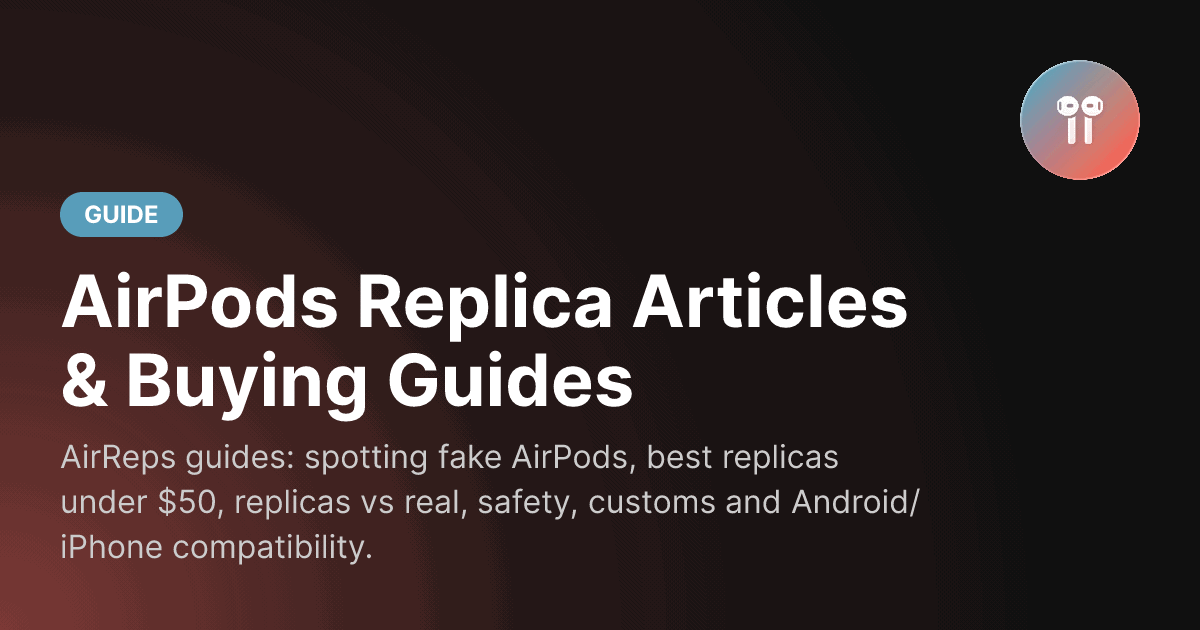 GUIDE
AirPods Replica Articles
& Buying Guides
AirReps guides: spotting fake AirPods, best replicas
under $50, replicas vs real, safety, customs and Android/
iPhone compatibility.